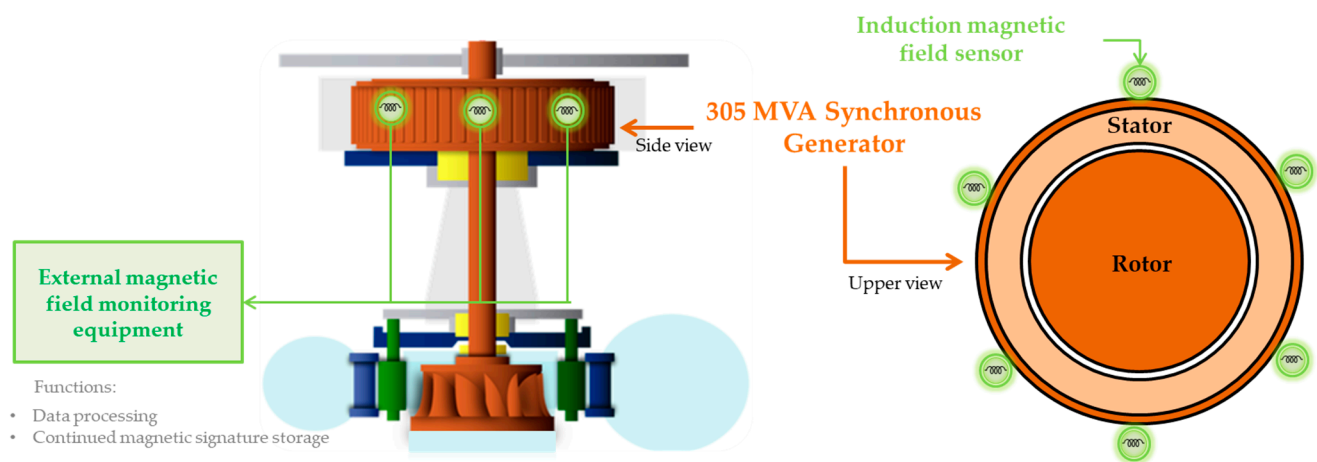 Induction magnetic
field sensor
305 MVA Synchronous
Generator
Side view
Upper view
Stator
Rotor
External magnetic
field monitoring
equipment
Functions:
• Data processing
• Continued magnetic signature storage